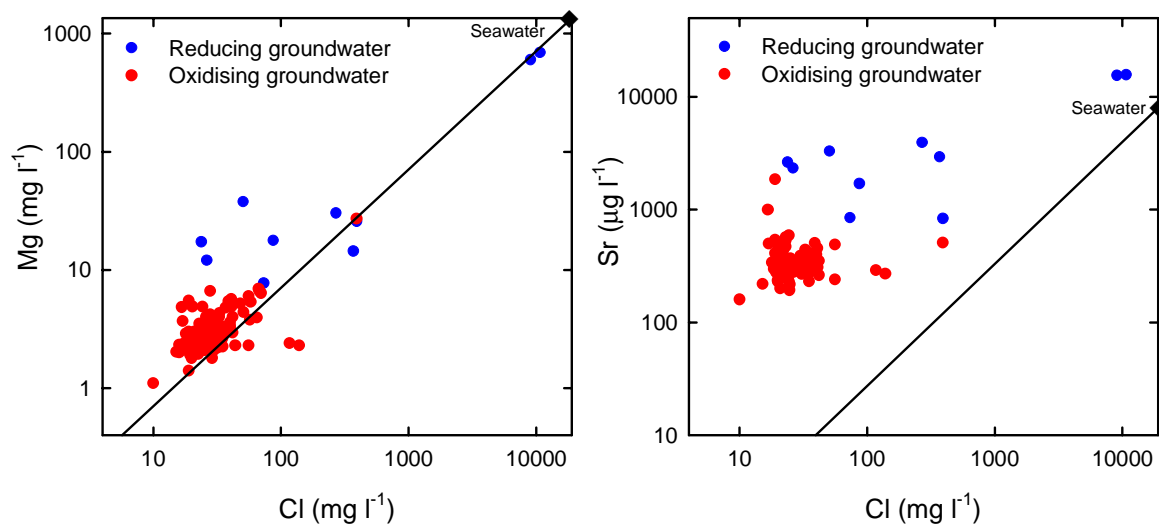 1000
100
10
1
Mg (mg l-1)
Reducing groundwater
Oxidising groundwater
Seawater
10
100
1000
10000
Cl (mg l-1)
10000
1000
100
10
Sr (µg l-1)
Reducing groundwater
Oxidising groundwater
Seawater
10
100
1000
10000
Cl (mg l-1)